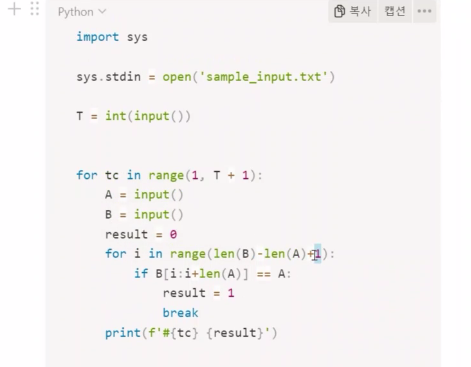 Python
복사 캡션
import sys
sys.stdin = open('sample_input.txt')
T = int(input())
for tc in range(1, T + 1):
    A = input()
    B = input()
    result = 0
    for i in range(len(B)-len(A)+1):
        if B[i:i+len(A)] == A:
            result = 1
            break
    print(f'#{tc} {result}')